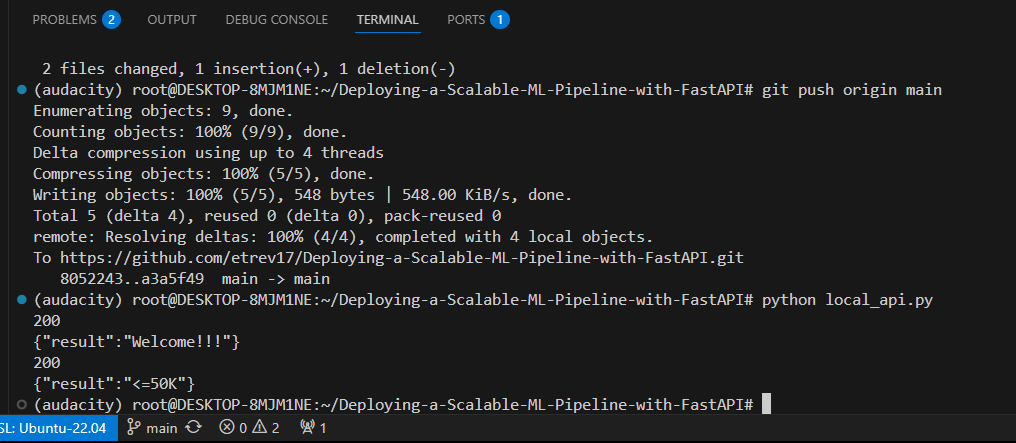 PROBLEMS 2 OUTPUT DEBUG CONSOLE TERMINAL PORTS 1
2 files changed, 1 insertion(+), 1 deletion(-)
(audacity) root@DESKTOP-8MJM1NE:~/Deploying-a-Scalable-ML-Pipeline-with-FastAPI# git push origin main
Enumerating objects: 9, done.
Counting objects: 100% (9/9), done.
Delta compression using up to 4 threads
Compressing objects: 100% (5/5), done.
Writing objects: 100% (5/5), 548 bytes | 548.00 KiB/s, done.
Total 5 (delta 4), reused 0 (delta 0), pack-reused 0
remote: Resolving deltas: 100% (4/4), completed with 4 local objects.
To https://github.com/etrev17/Deploying-a-Scalable-ML-Pipeline-with-FastAPI.git
   8052243..a3a5f49  main -> main
(audacity) root@DESKTOP-8MJM1NE:~/Deploying-a-Scalable-ML-Pipeline-with-FastAPI# python local_api.py
200
{"result":"Welcome!!!"}
200
{"result":"<=50K"}
(audacity) root@DESKTOP-8MJM1NE:~/Deploying-a-Scalable-ML-Pipeline-with-FastAPI#
SL: Ubuntu-22.04 main 0 2 1